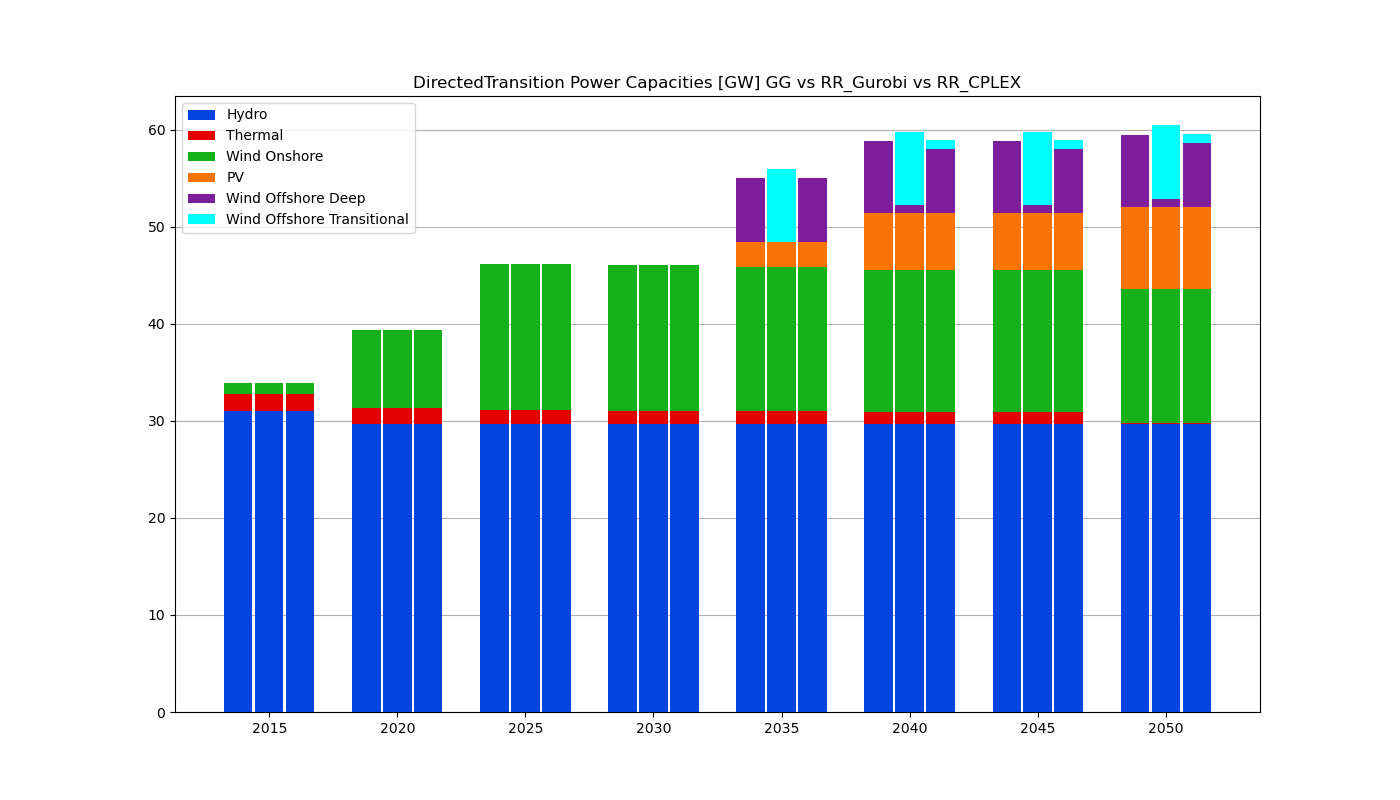 DirectedTransition Power Capacities [GW] GG vs RR_Gurobi vs RR_CPLEX
Hydro
Thermal
Wind Onshore
PV
Wind Offshore Deep
Wind Offshore Transitional
60
50
40
30
20
10
0
2015 2020 2025 2030 2035 2040 2045 2050